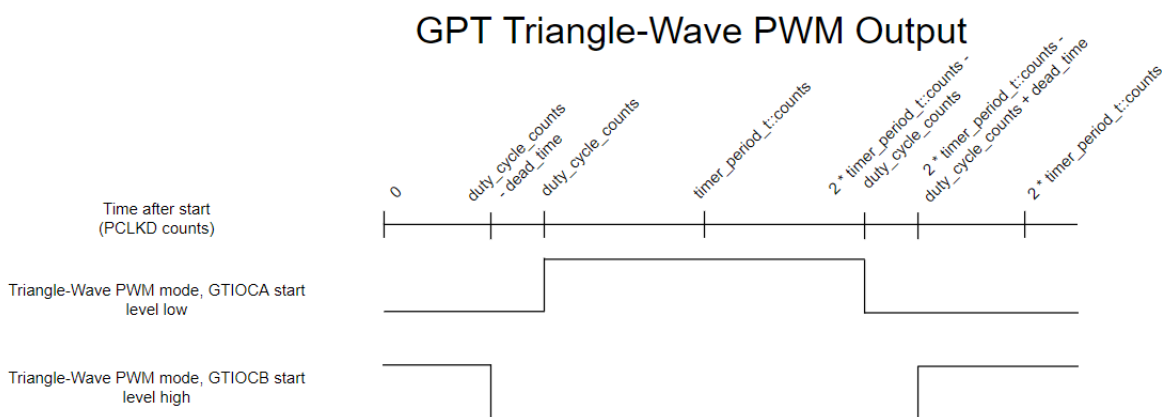 GPT Triangle-Wave PWM Output
0
duty_cycle_counts
- dead_time
duty_cycle_counts
timer_period_t::counts
2 * timer_period_t::counts -
duty_cycle_counts
2 * timer_period_t::counts -
duty_cycle_counts + dead_time
2 * timer_period_t::counts
Time after start
(PCLKD counts)
Triangle-Wave PWM mode, GTIOCA start
level low
Triangle-Wave PWM mode, GTIOCB start
level high